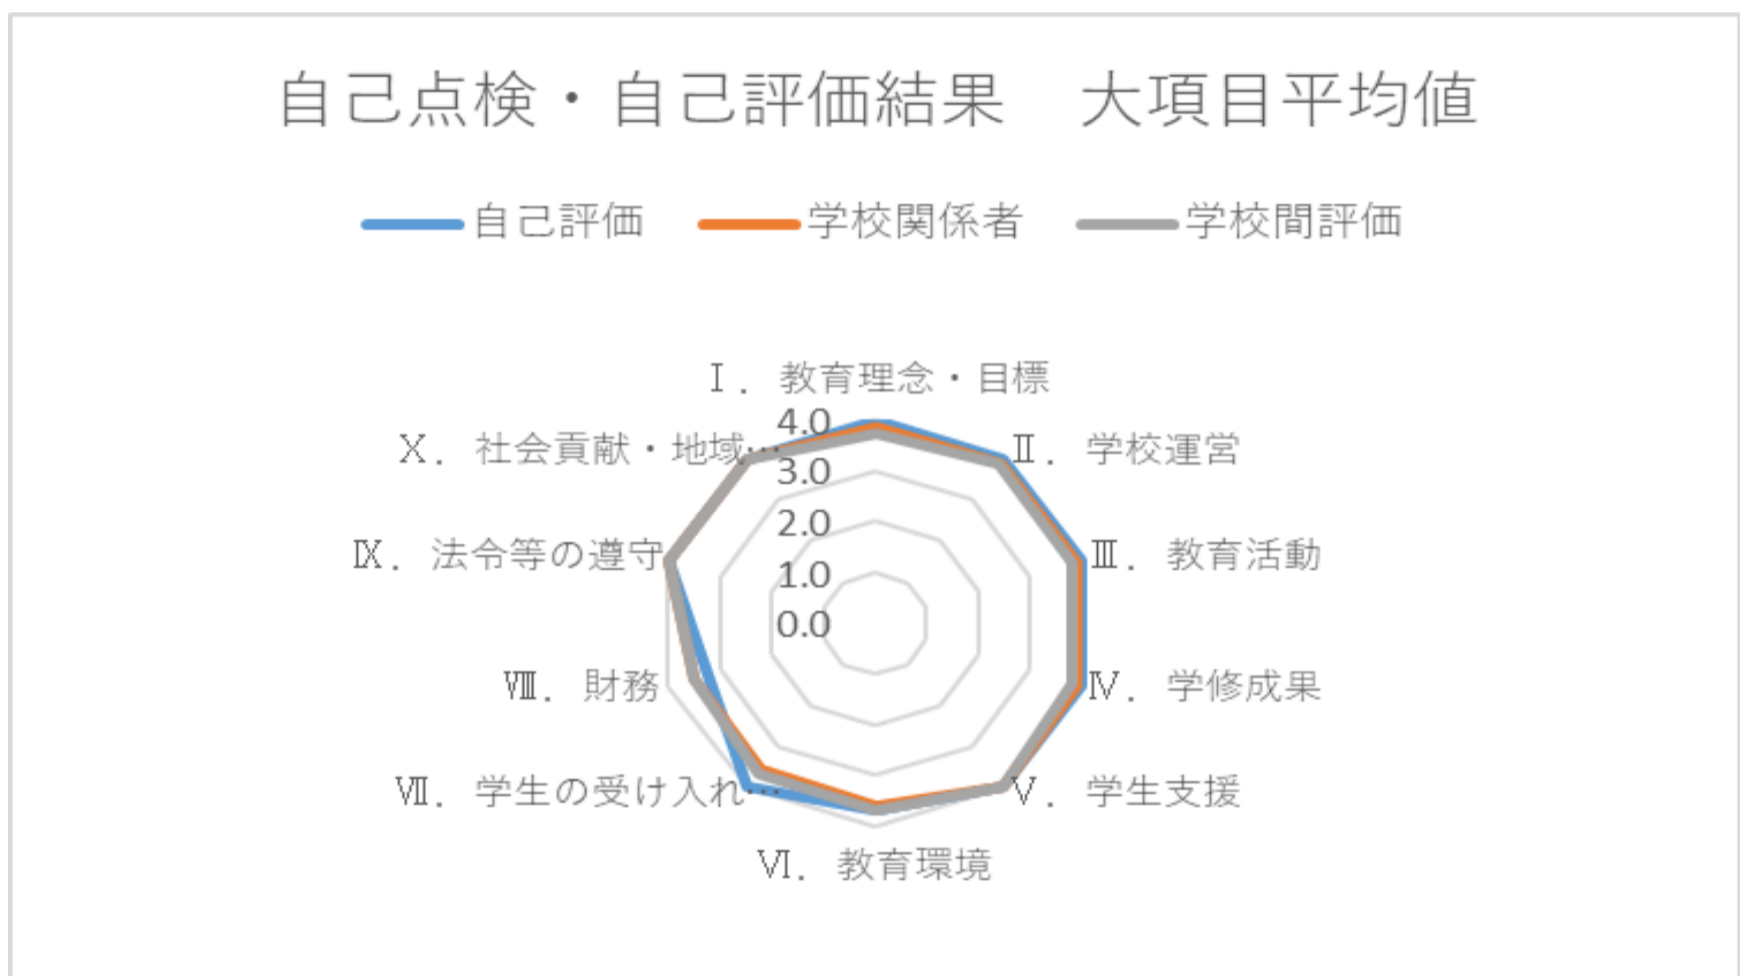 自己点検・自己評価結果　大項目平均値
自己評価 学校関係者 学校間評価
Ⅰ．教育理念・目標
4.0
Ⅹ．社会貢献・地域… Ⅱ．学校運営
3.0
2.0
Ⅸ．法令等の遵守 Ⅲ．教育活動
1.0
0.0
Ⅷ．財務 Ⅳ．学修成果
Ⅶ．学生の受け入れ… Ⅴ．学生支援
Ⅵ．教育環境